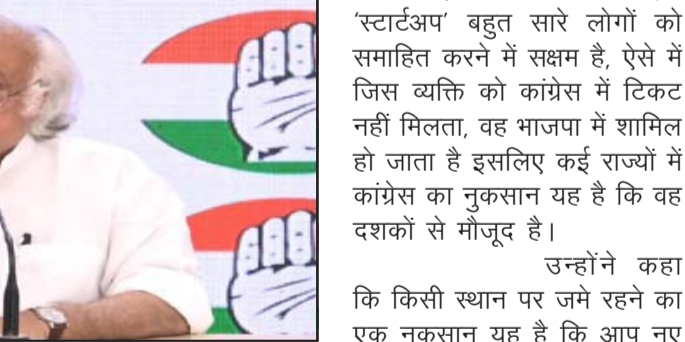 'स्टार्टअप' बहुत सारे लोगों को
समाहित करने में सक्षम है, ऐसे में
जिस व्यक्ति को कांग्रेस में टिकट
नहीं मिलता, वह भाजपा में शामिल
हो जाता है इसलिए कई राज्यों में
कांग्रेस का नुकसान यह है कि वह
दशकों से मौजूद है।
उन्होंने कहा
कि किसी स्थान पर जमे रहने का
एक नुकसान यह है कि आप नए